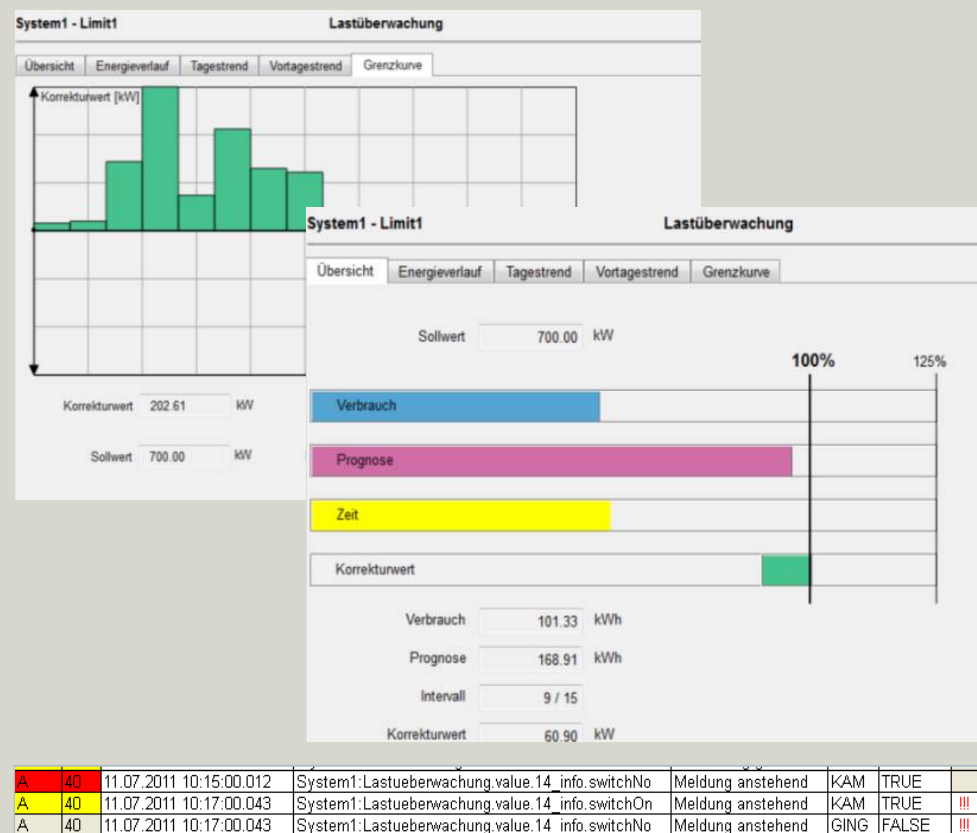 System1 - Limit1 Lastüberwachung
Übersicht Energieverlauf Tagestrend Vortagestrend Grenzkurve
Korrekturwert [kW]
Korrekturwert 202.61 kW
Sollwert 700.00 kW
System1 - Limit1 Lastüberwachung
Übersicht Energieverlauf Tagestrend Vortagestrend Grenzkurve
Sollwert 700.00 kW
100% 125%
Verbrauch
Prognose
Zeit
Korrekturwert
Verbrauch 101.33 kWh
Prognose 168.91 kWh
Intervall 9 / 15
Korrekturwert 60.90 kW
A 40 11.07.2011 10:15:00.012 System1:Lastueberwachung.value.14_info.switchNo Meldung anstehend KAM TRUE
A 40 11.07.2011 10:17:00.043 System1:Lastueberwachung.value.14_info.switchOn Meldung anstehend KAM TRUE !!!
A 40 11.07.2011 10:17:00.043 System1:Lastueberwachung.value.14_info.switchNo Meldung anstehend GING FALSE !!!